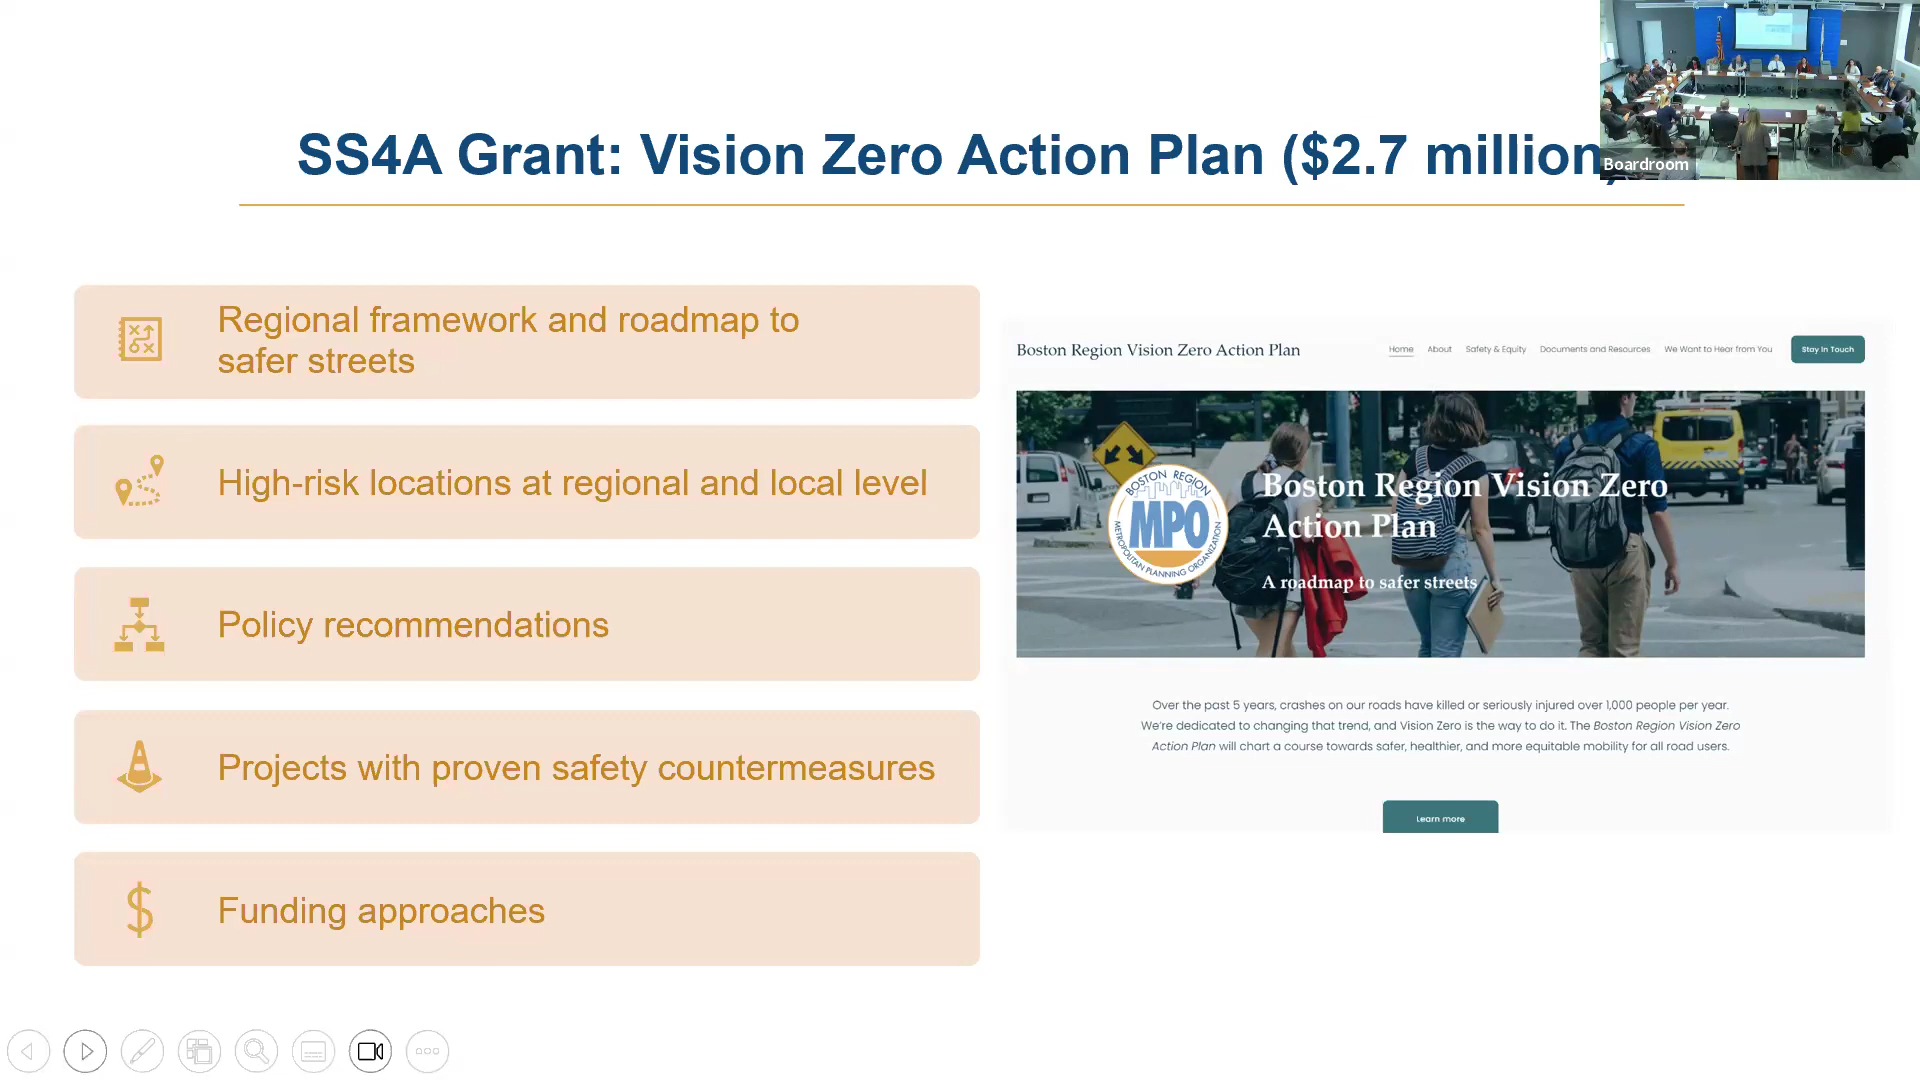 SS4A Grant: Vision Zero Action Plan ($2.7 million)
Boardroom
Regional framework and roadmap to
safer streets
High-risk locations at regional and local level
Policy recommendations
Projects with proven safety countermeasures
Funding approaches
Boston Region Vision Zero Action Plan
Home About Safety & Equity Documents and Resources We Want to Hear from You Stay In Touch
BOSTON REGION
MPO
METROPOLITAN PLANNING ORGANIZATION
Boston Region Vision Zero
Action Plan
A roadmap to safer streets
Over the past 5 years, crashes on our roads have killed or seriously injured over 1,000 people per year.
We're dedicated to changing that trend, and Vision Zero is the way to do it. The Boston Region Vision Zero
Action Plan will chart a course towards safer, healthier, and more equitable mobility for all road users.
Learn more